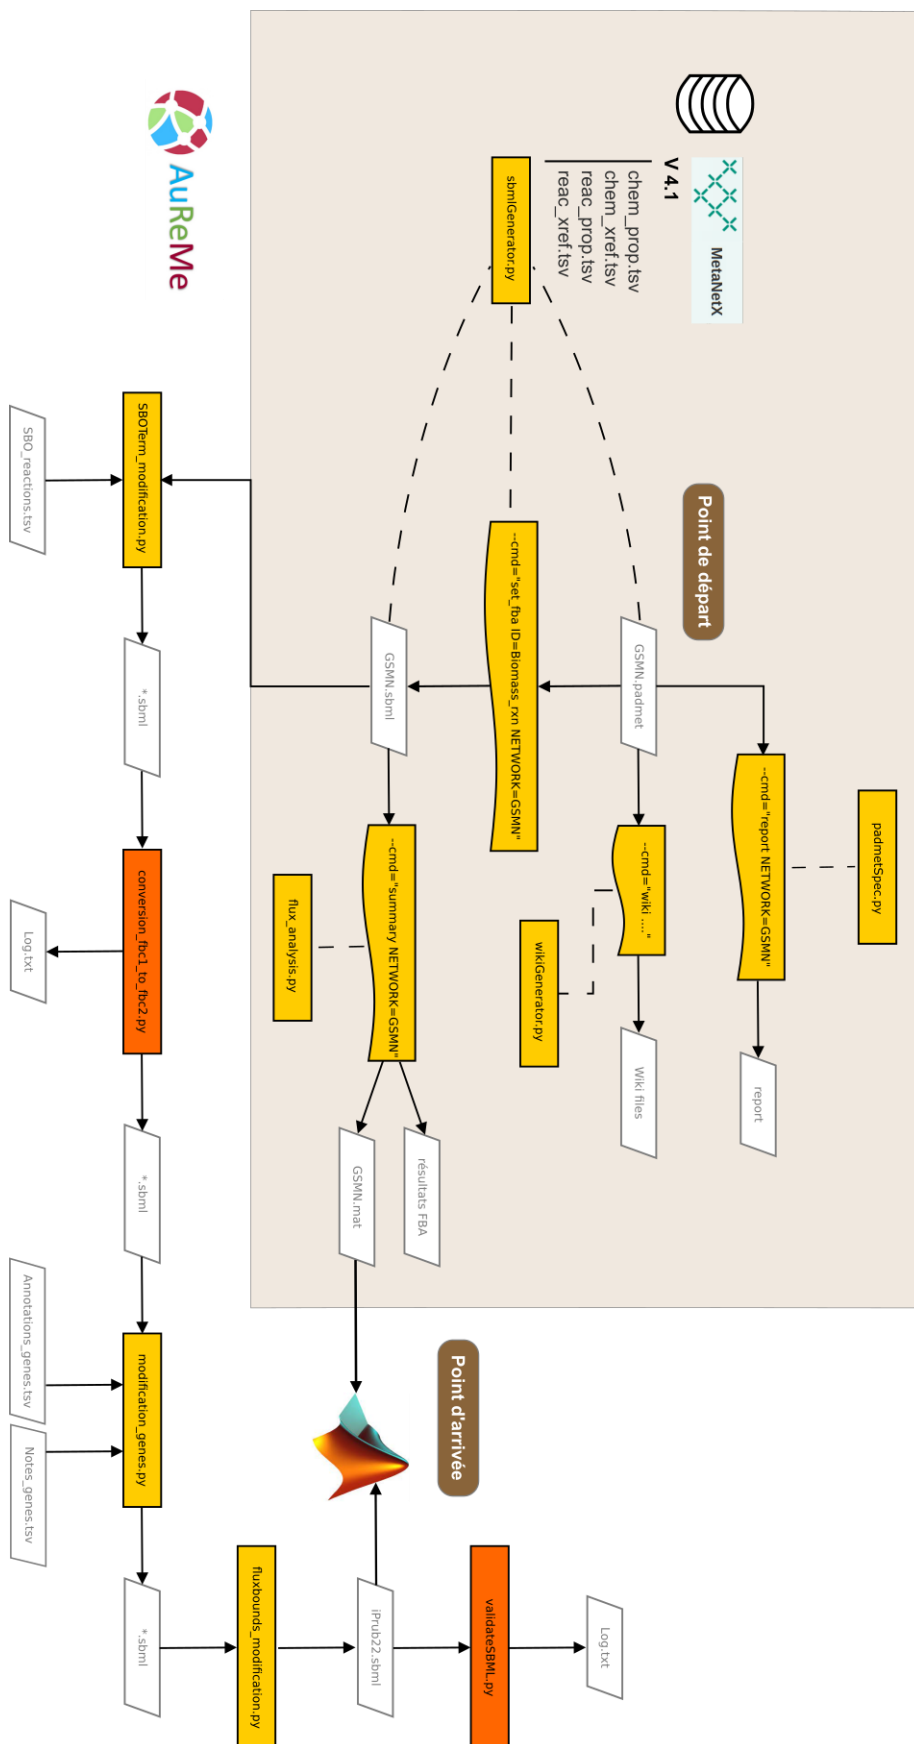 MetaNetX
V 4.1
chem_prop.tsv
chem_xref.tsv
reac_prop.tsv
reac_xref.tsv
sbmlGenerator.py
AuReMe
Point de départ
padmetSpec.py
--cmd="report NETWORK=GSMN"
report
GSMN.padmet
--cmd="wiki .... "
Wiki files
wikiGenerator.py
--cmd="set_fba ID=Biomass_rxn NETWORK=GSMN"
GSMN.sbml
--cmd="summary NETWORK=GSMN"
résultats FBA
GSMN.mat
flux_analysis.py
Point d'arrivée
SBOTerm_modification.py
SBO_reactions.tsv
*.sbml
conversion_fbc1_to_fbc2.py
Log.txt
*.sbml
modification_genes.py
Annotations_genes.tsv
Notes_genes.tsv
*.sbml
fluxbounds_modification.py
iPrub22.sbml
validateSBML.py
Log.txt